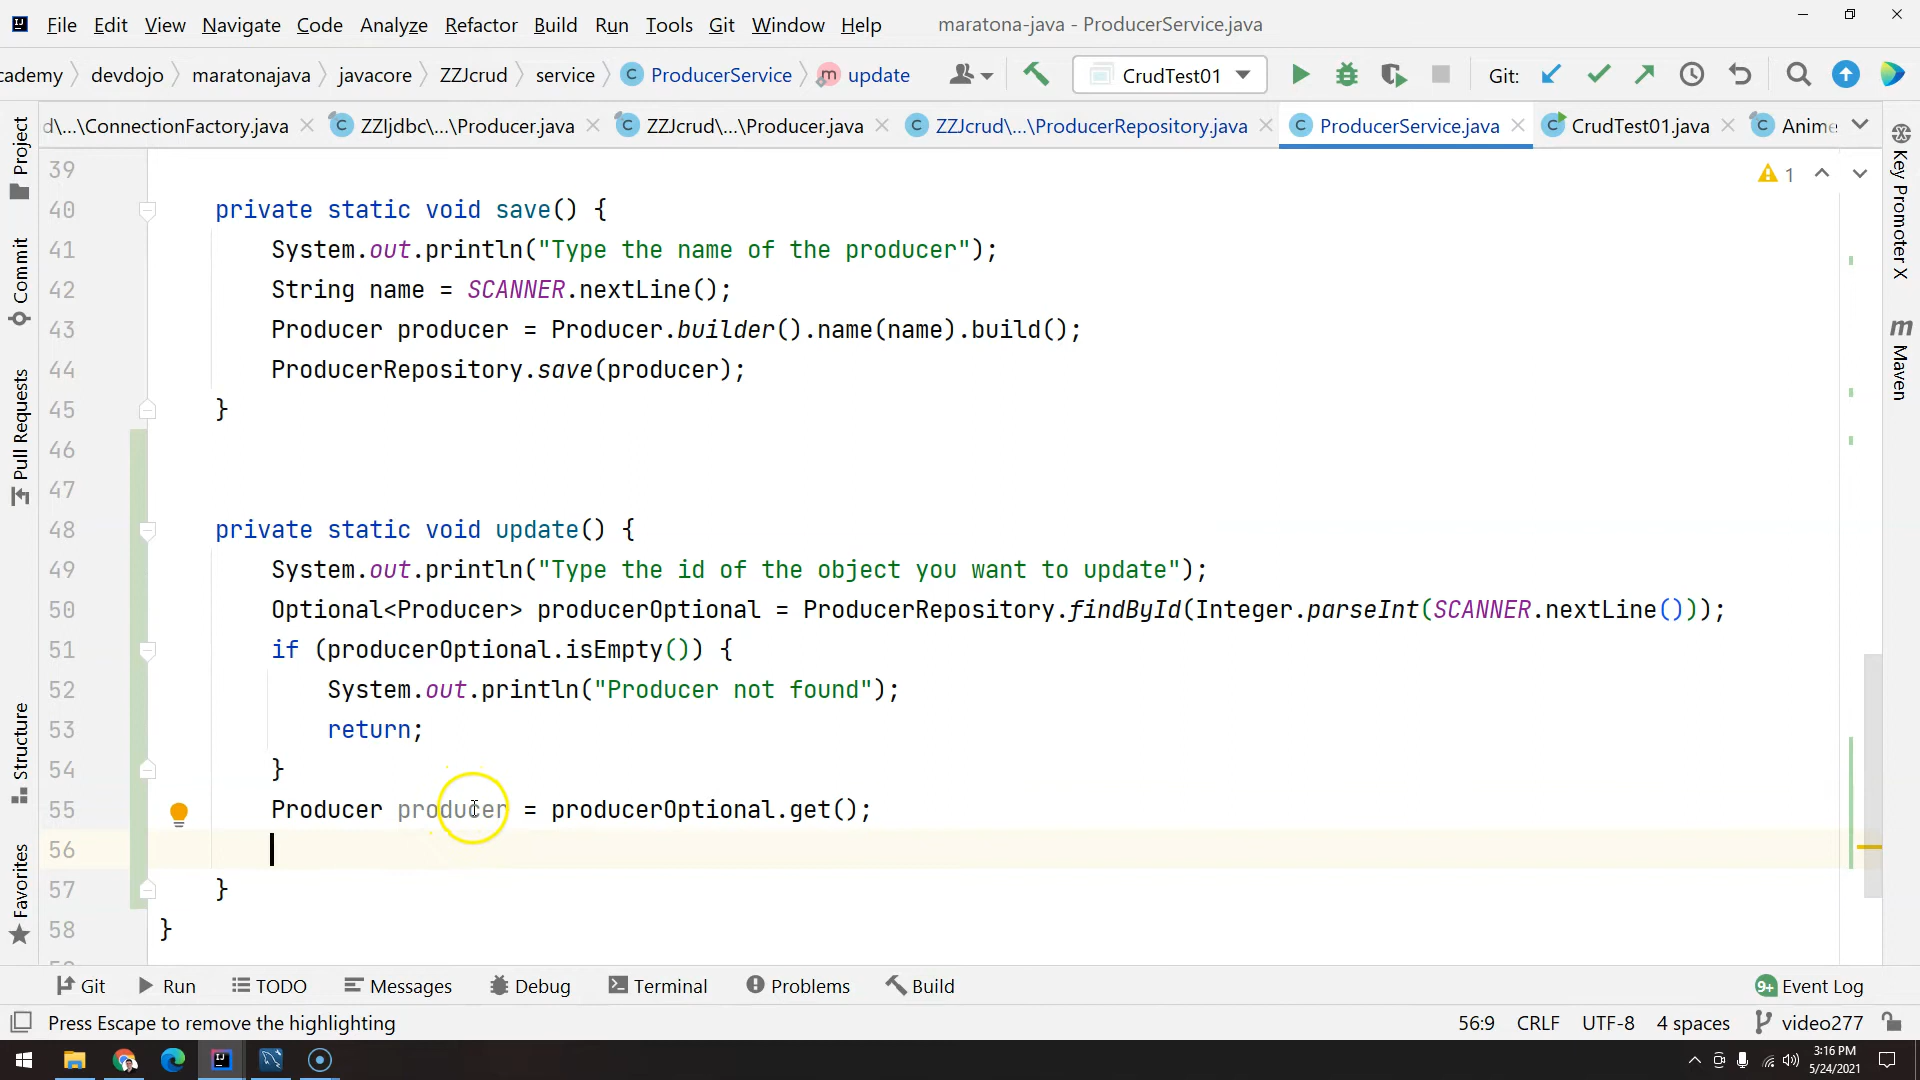 File Edit View Navigate Code Analyze Refactor Build Run Tools Git Window Help maratona-java - ProducerService.java
cademy devdojo maratonajava javacore ZZJcrud service C ProducerService m update CrudTest01 Git:
d\...\ConnectionFactory.java C ZZIjdbc\...\Producer.java C ZZJcrud\...\Producer.java C ZZJcrud\...\ProducerRepository.java C ProducerService.java C CrudTest01.java C Anime
Project
Commit
Pull Requests
Structure
Favorites
1
39
40 private static void save() {
41 System.out.println("Type the name of the producer");
42 String name = SCANNER.nextLine();
43 Producer producer = Producer.builder().name(name).build();
44 ProducerRepository.save(producer);
45 }
46
47
48 private static void update() {
49 System.out.println("Type the id of the object you want to update");
50 Optional<Producer> producerOptional = ProducerRepository.findById(Integer.parseInt(SCANNER.nextLine()));
51 if (producerOptional.isEmpty()) {
52 System.out.println("Producer not found");
53 return;
54 }
55 Producer producer = producerOptional.get();
56
57 }
58 }
Key Promoter X
m Maven
Git Run TODO Messages Debug Terminal Problems Build 9+ Event Log
Press Escape to remove the highlighting 56:9 CRLF UTF-8 4 spaces video277
3:16 PM
5/24/2021